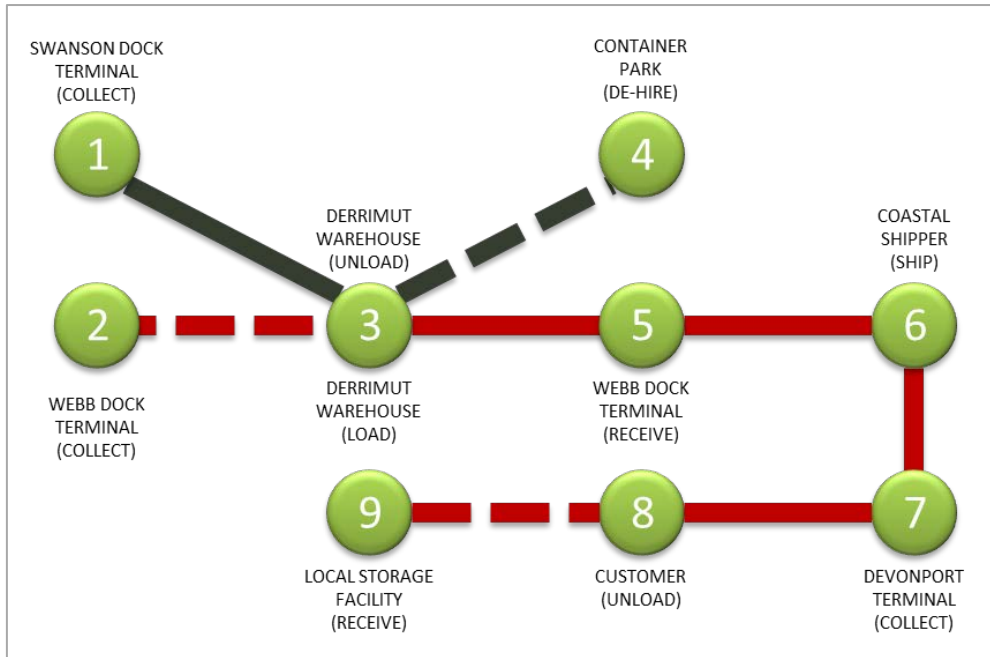 SWANSON DOCK
TERMINAL
(COLLECT)
1
CONTAINER
PARK
(DE-HIRE)
4
DERRIMUT
WAREHOUSE
(UNLOAD)
COASTAL
SHIPPER
(SHIP)
2
3
5
6
WEBB DOCK
TERMINAL
(COLLECT)
DERRIMUT
WAREHOUSE
(LOAD)
WEBB DOCK
TERMINAL
(RECEIVE)
9
8
7
LOCAL STORAGE
FACILITY
(RECEIVE)
CUSTOMER
(UNLOAD)
DEVONPORT
TERMINAL
(COLLECT)